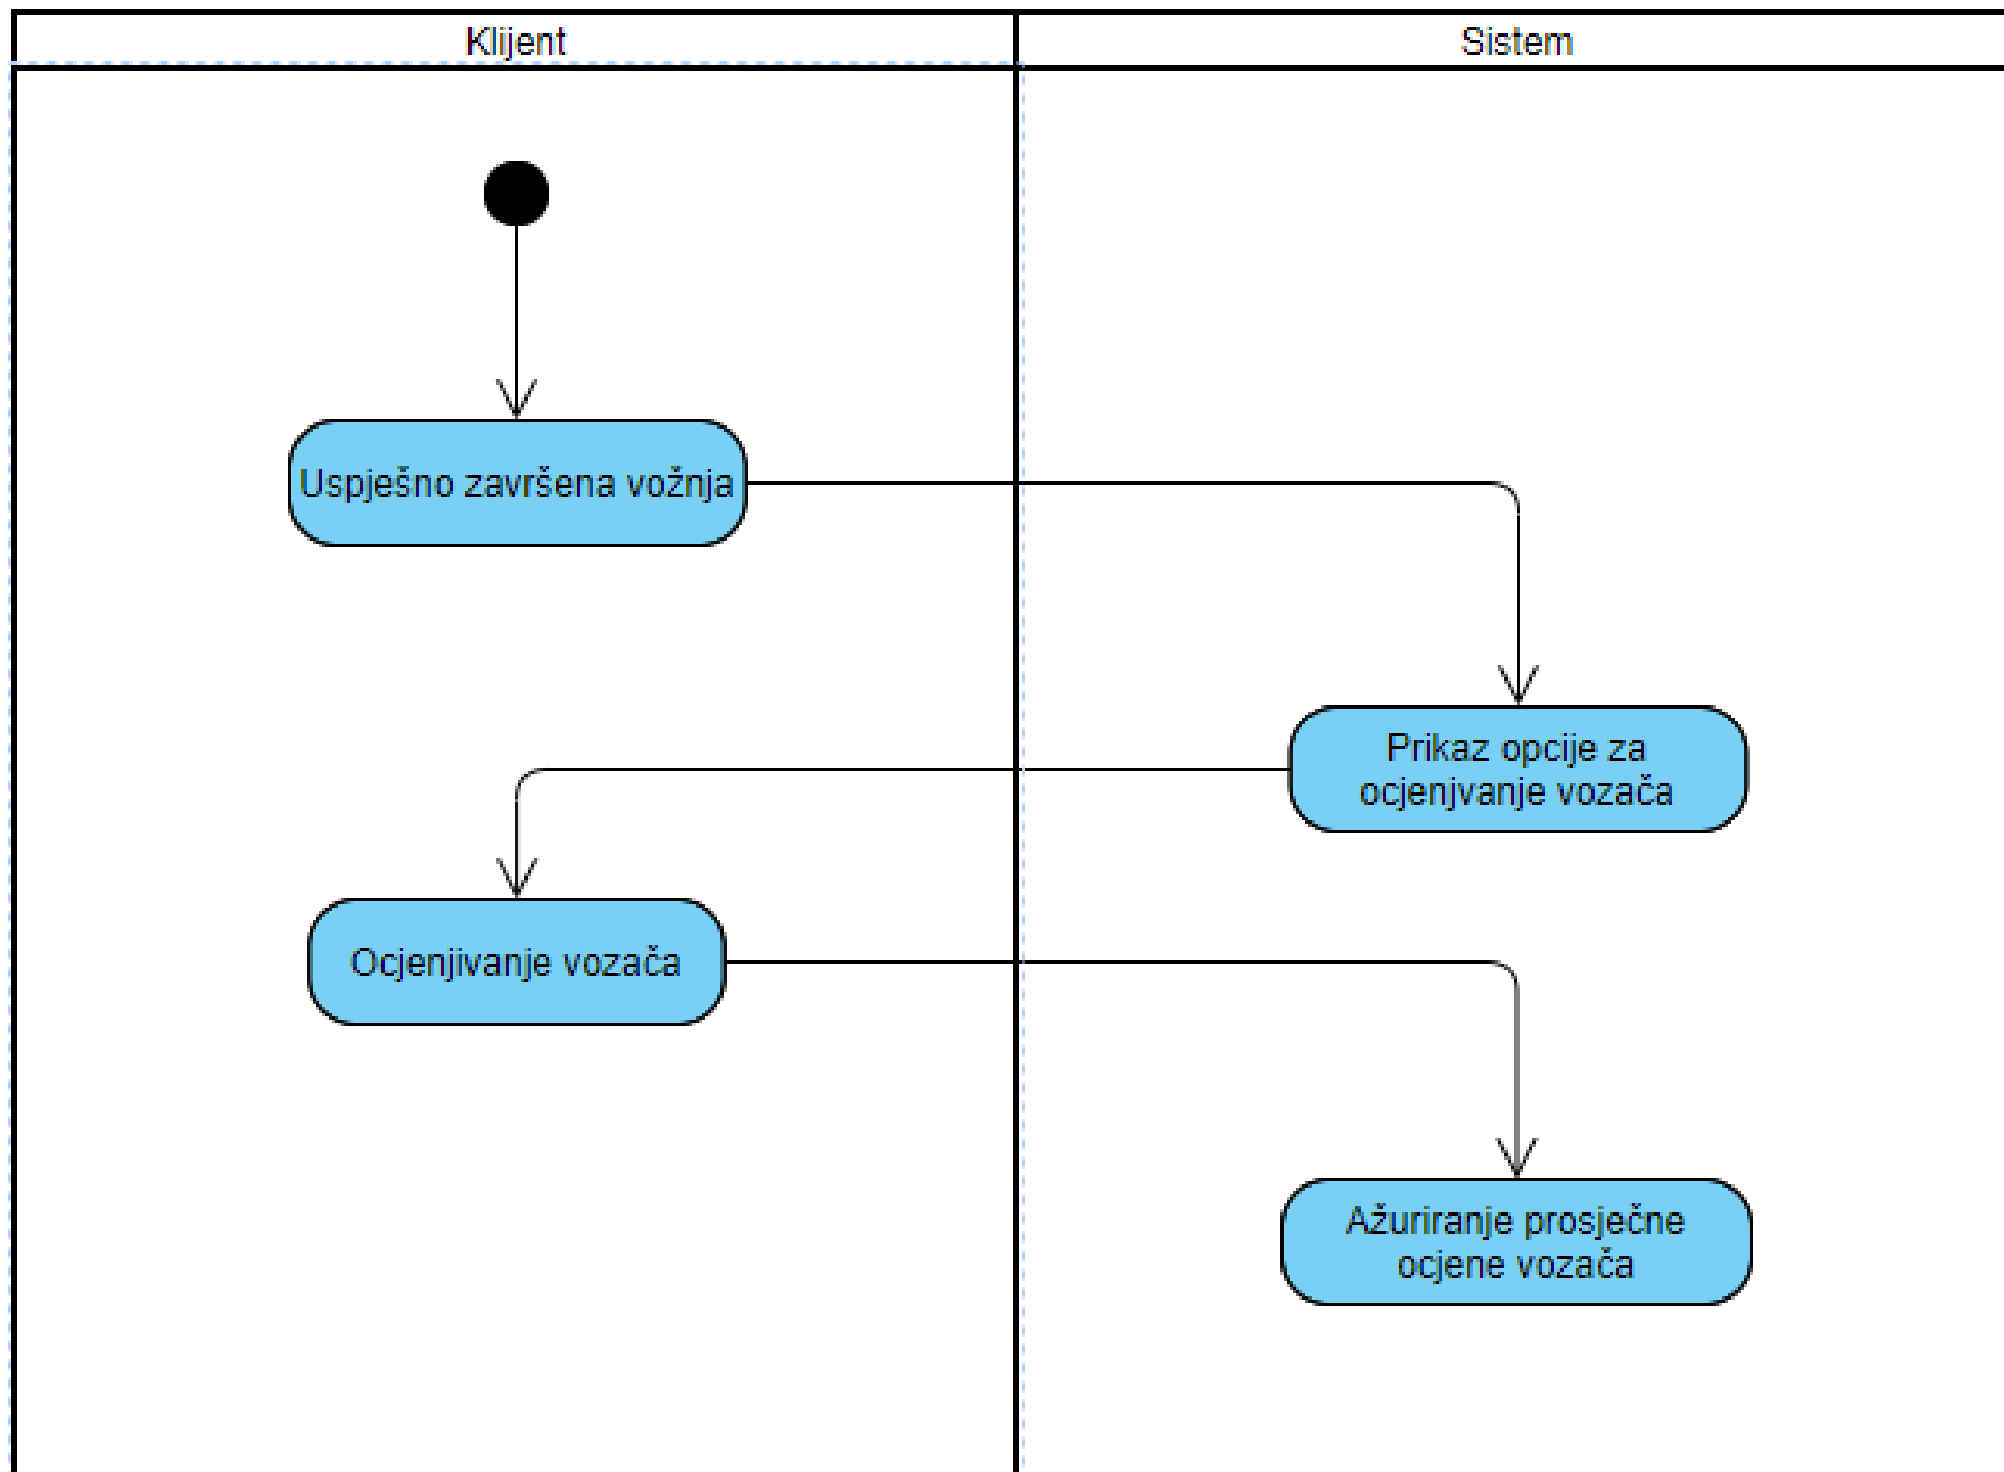 Klijent
Sistem
Uspješno završena vožnja
Prikaz opcije za
ocjenjvanje vozača
Ocjenjivanje vozača
Ažuriranje prosječne
ocjene vozača